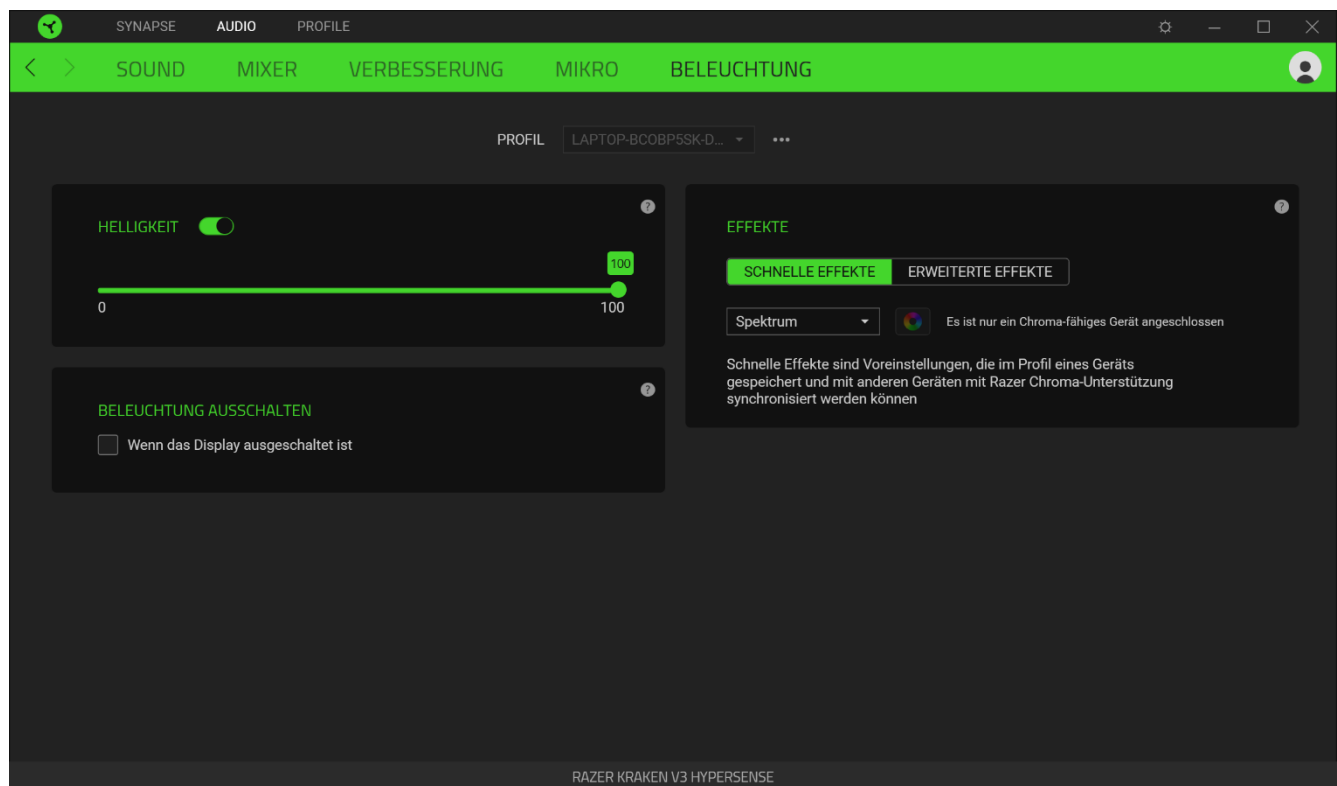 SYNAPSE AUDIO PROFILE
SOUND MIXER VERBESSERUNG MIKRO BELEUCHTUNG
PROFIL LAPTOP-BCOBP5SK-D... •••
HELLIGKEIT
100
0 100
BELEUCHTUNG AUSSCHALTEN
Wenn das Display ausgeschaltet ist
EFFEKTE
SCHNELLE EFFEKTE ERWEITERTE EFFEKTE
Spektrum Es ist nur ein Chroma-fähiges Gerät angeschlossen
Schnelle Effekte sind Voreinstellungen, die im Profil eines Geräts
gespeichert und mit anderen Geräten mit Razer Chroma-Unterstützung
synchronisiert werden können
RAZER KRAKEN V3 HYPERSENSE